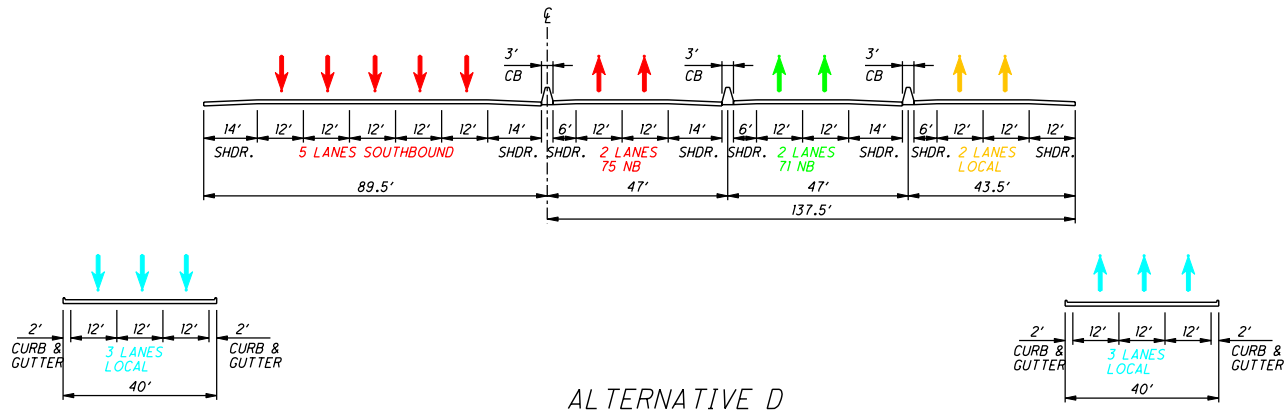 ℄
3'
CB
3'
CB
3'
CB
14' 12' 12' 12' 12' 12' 14' 6' 12' 12' 14' 6' 12' 12' 14' 6' 12' 12' 12'
SHDR. 5 LANES SOUTHBOUND SHDR. SHDR. 2 LANES SHDR. SHDR. 2 LANES SHDR. SHDR. 2 LANES SHDR.
75 NB 71 NB LOCAL
89.5' 47' 47' 43.5'
137.5'
2' 12' 12' 12' 2'
CURB & 3 LANES CURB &
GUTTER LOCAL GUTTER
40'
2' 12' 12' 12' 2'
CURB & 3 LANES CURB &
GUTTER LOCAL GUTTER
40'
ALTERNATIVE D